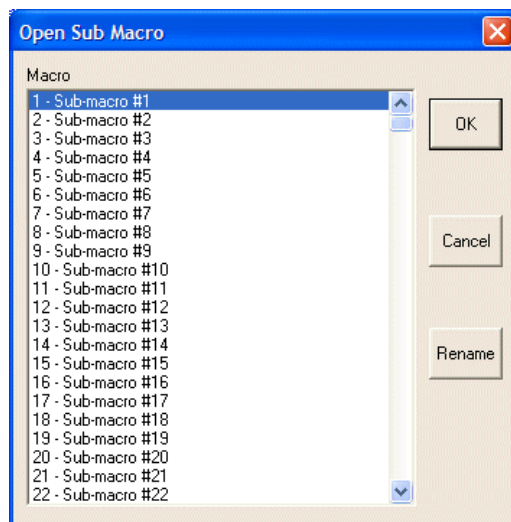 Open Sub Macro
Macro
1 - Sub-macro #1
2 - Sub-macro #2
3 - Sub-macro #3
4 - Sub-macro #4
5 - Sub-macro #5
6 - Sub-macro #6
7 - Sub-macro #7
8 - Sub-macro #8
9 - Sub-macro #9
10 - Sub-macro #10
11 - Sub-macro #11
12 - Sub-macro #12
13 - Sub-macro #13
14 - Sub-macro #14
15 - Sub-macro #15
16 - Sub-macro #16
17 - Sub-macro #17
18 - Sub-macro #18
19 - Sub-macro #19
20 - Sub-macro #20
21 - Sub-macro #21
22 - Sub-macro #22
OK
Cancel
Rename